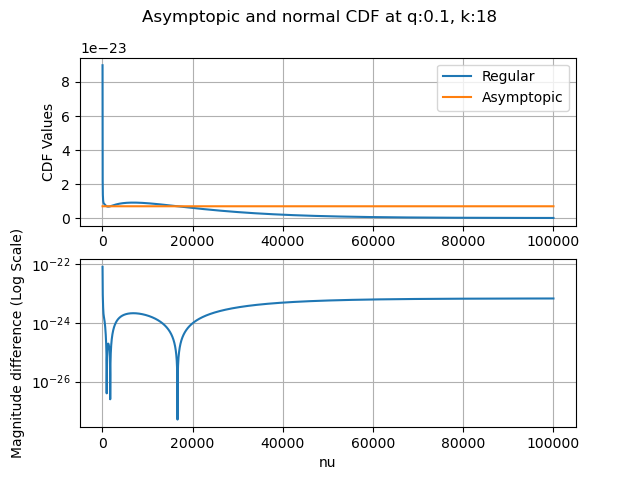 Asymptopic and normal CDF at q:0.1, k:18
1e−23
CDF Values
8
6
4
2
0
Regular
Asymptopic
0 20000 40000 60000 80000 100000
Magnitude difference (Log Scale)
10⁻²²
10⁻²⁴
10⁻²⁶
0 20000 40000 60000 80000 100000
nu